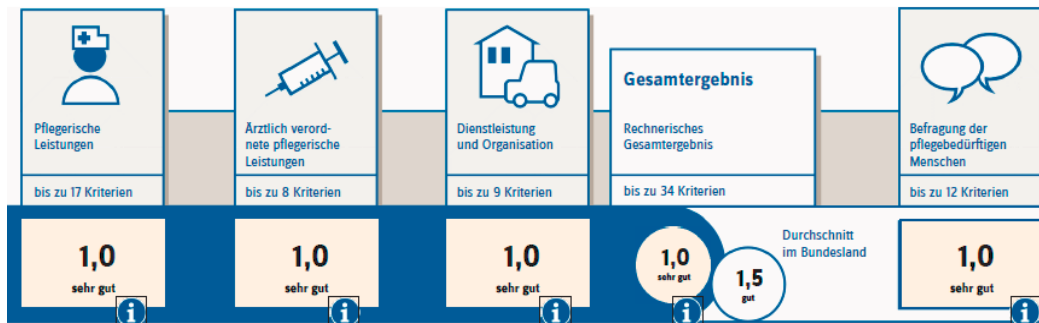 Pflegerische
Leistungen
bis zu 17 Kriterien
1,0
sehr gut
i
Ärztlich verord-
nete pflegerische
Leistungen
bis zu 8 Kriterien
1,0
sehr gut
i
Dienstleistung
und Organisation
bis zu 9 Kriterien
1,0
sehr gut
i
Gesamtergebnis
Rechnerisches
Gesamtergebnis
bis zu 34 Kriterien
1,0
sehr gut
i
1,5
gut
Durchschnitt
im Bundesland
Befragung der
pflegebedürftigen
Menschen
bis zu 12 Kriterien
1,0
sehr gut
i